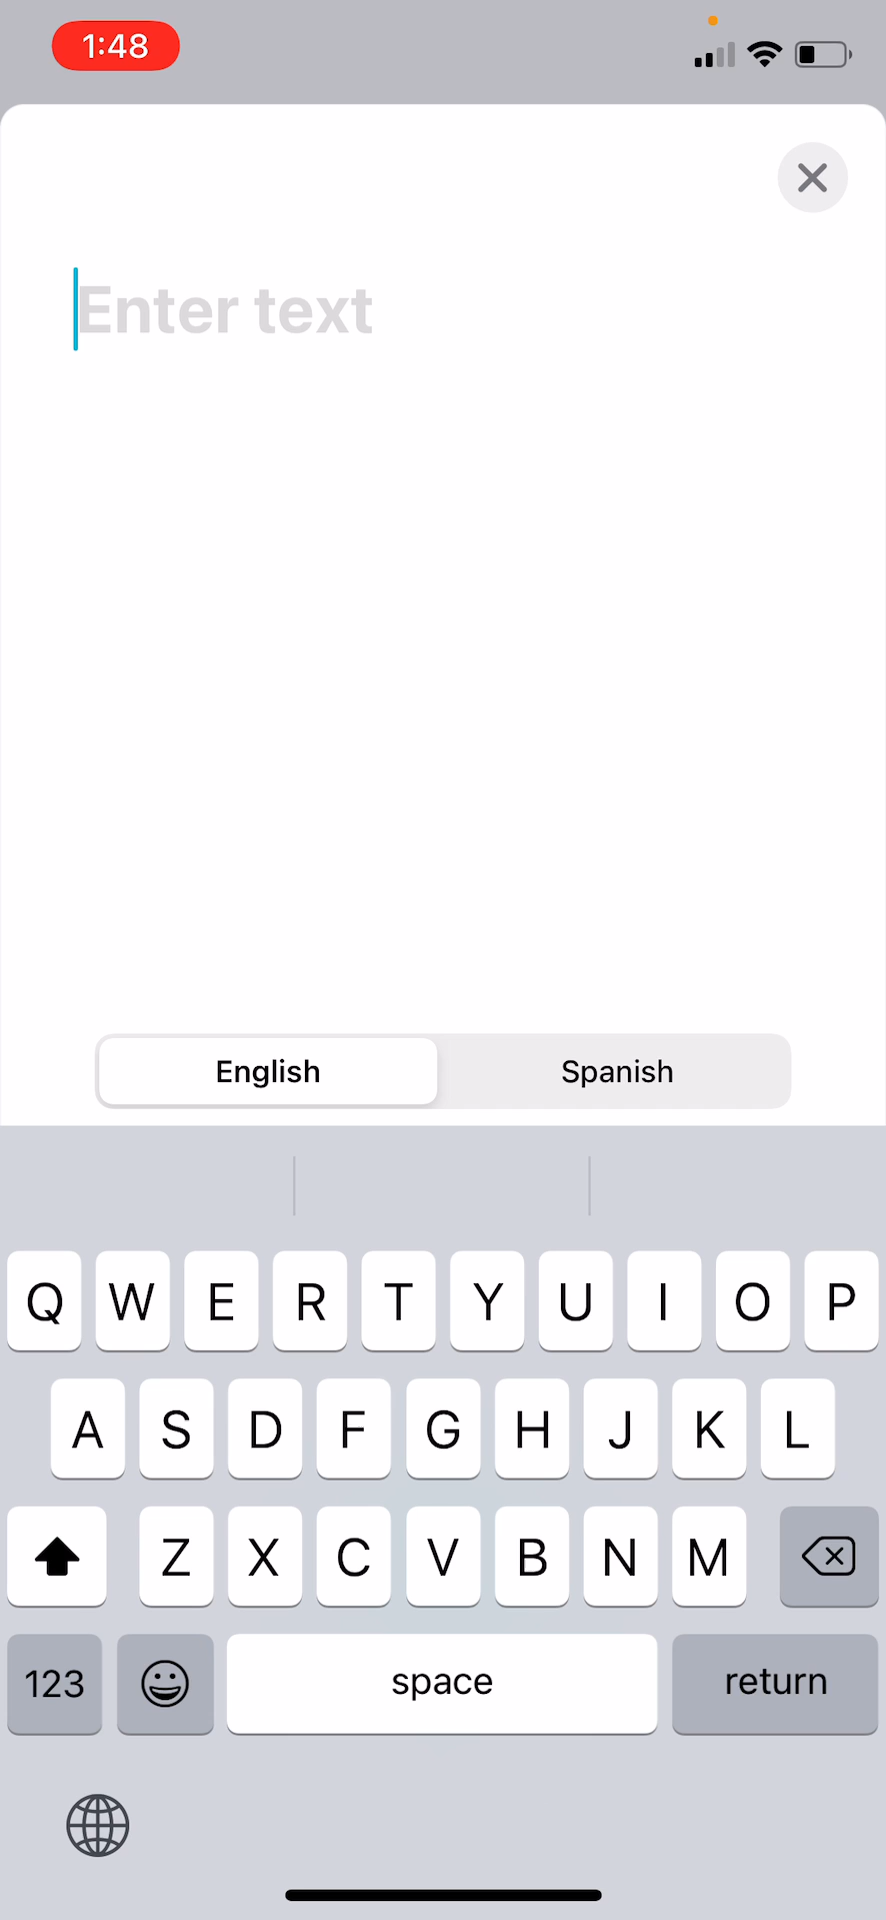 1:48
Enter text
English Spanish
Q W E R T Y U I O P
A S D F G H J K L
Z X C V B N M
123 space return